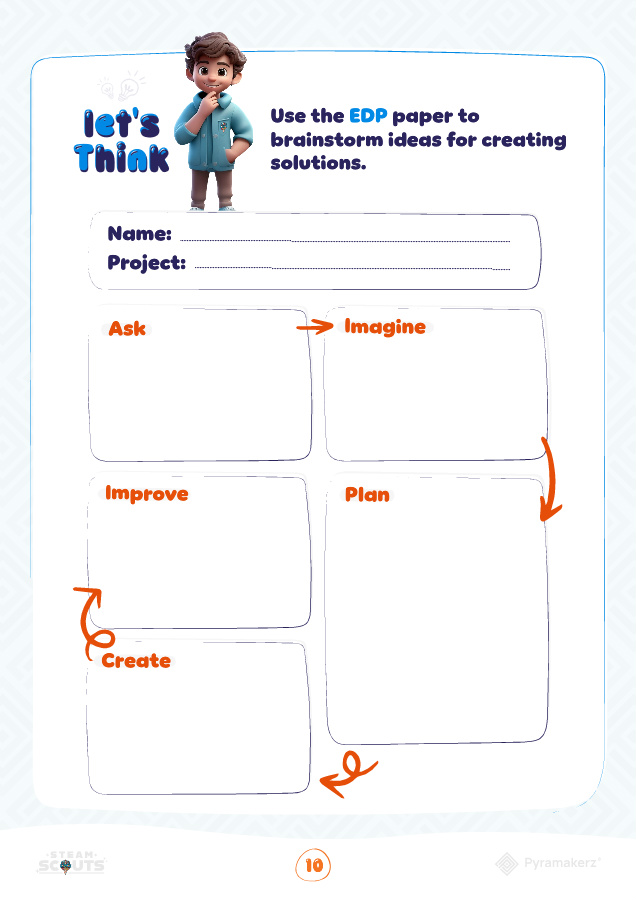 let's
Think
Use the EDP paper to
brainstorm ideas for creating
solutions.
Name:
Project:
Ask
Imagine
Improve
Plan
Create
STEAM
SCOUTS
10
Pyramakerz